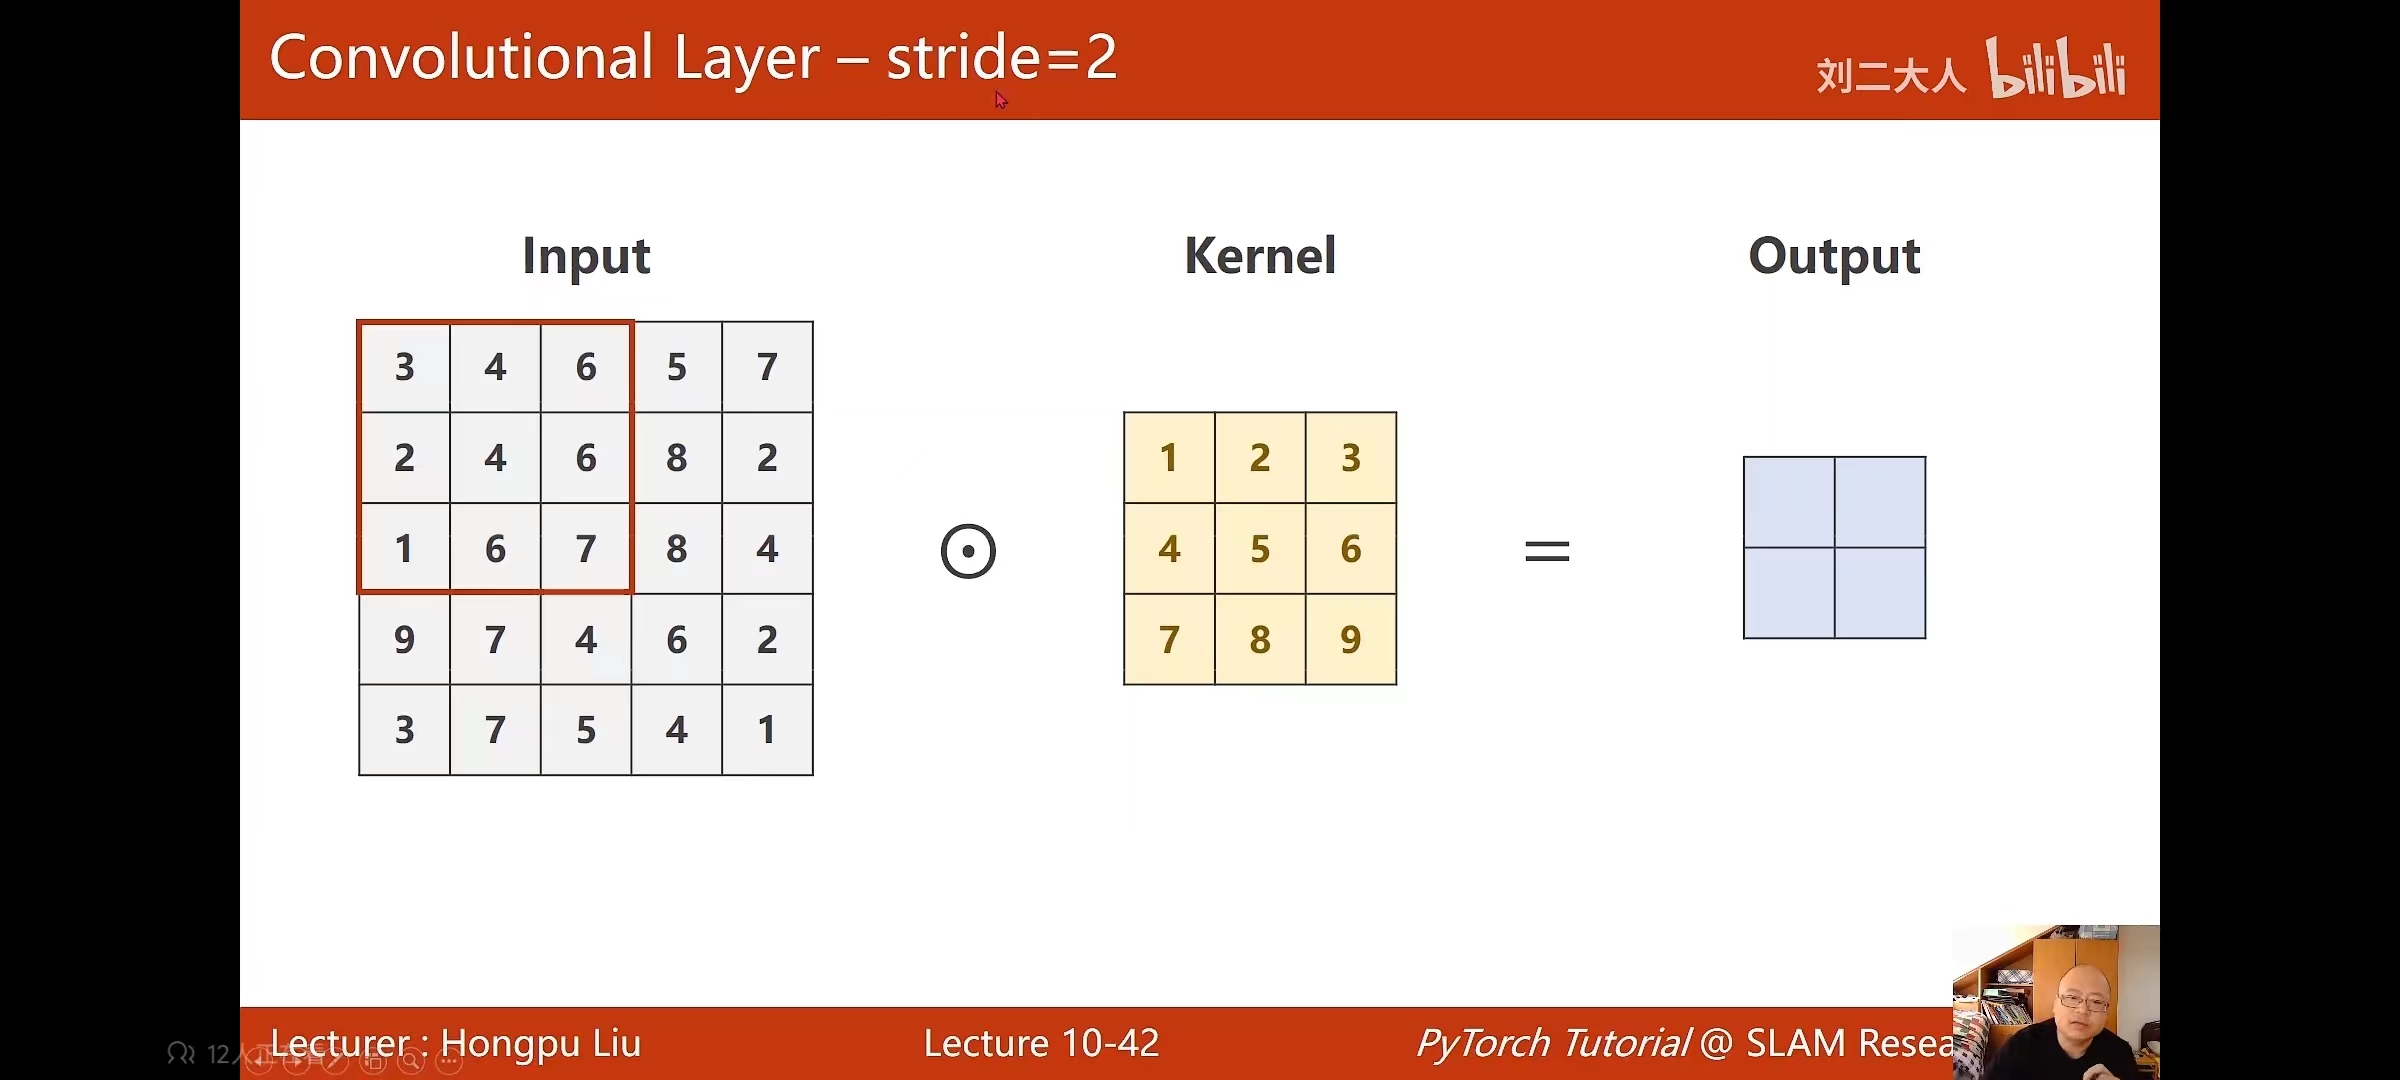 Convolutional Layer – stride=2
刘二大人 bilibili
Input
Kernel
Output
3 4 6 5 7
2 4 6 8 2
1 6 7 8 4
9 7 4 6 2
3 7 5 4 1
⊙
1 2 3
4 5 6
7 8 9
=
Lecturer : Hongpu Liu
Lecture 10-42
PyTorch Tutorial @ SLAM Resea
12人正在看